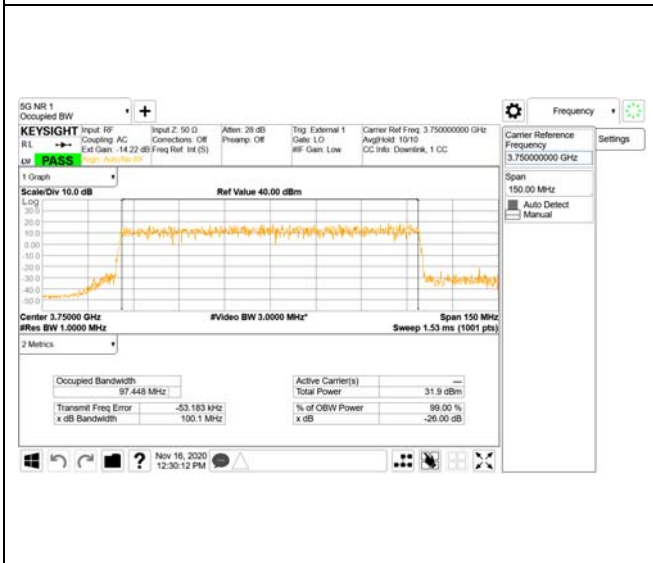 5G NR 1
Occupied BW
Frequency
KEYSIGHT
R L
PASS
Input: RF
Coupling: AC
Ext Gain: -14.22 dB
Align: Auto/No RF
Input Z: 50 Ω
Corrections: Off
Freq Ref: Int (S)
Atten: 28 dB
Preamp: Off
Trig: External 1
Gate: LO
#IF Gain: Low
Carrier Ref Freq: 3.750000000 GHz
Avg|Hold: 10/10
CC Info: Downlink, 1 CC
Carrier Reference
Frequency
3.750000000 GHz
Settings
Span
150.00 MHz
Auto Detect
Manual
1 Graph
Scale/Div 10.0 dB
Ref Value 40.00 dBm
Log
30.0
20.0
10.0
0.00
-10.0
-20.0
-30.0
-40.0
-50.0
Center 3.75000 GHz
#Video BW 3.0000 MHz*
Span 150 MHz
#Res BW 1.0000 MHz
Sweep 1.53 ms (1001 pts)
2 Metrics
Occupied Bandwidth
97.448 MHz
Active Carrier(s)
---
Total Power
31.9 dBm
Transmit Freq Error
-53.183 kHz
% of OBW Power
99.00 %
x dB Bandwidth
100.1 MHz
x dB
-26.00 dB
?
Nov 16, 2020
12:30:12 PM